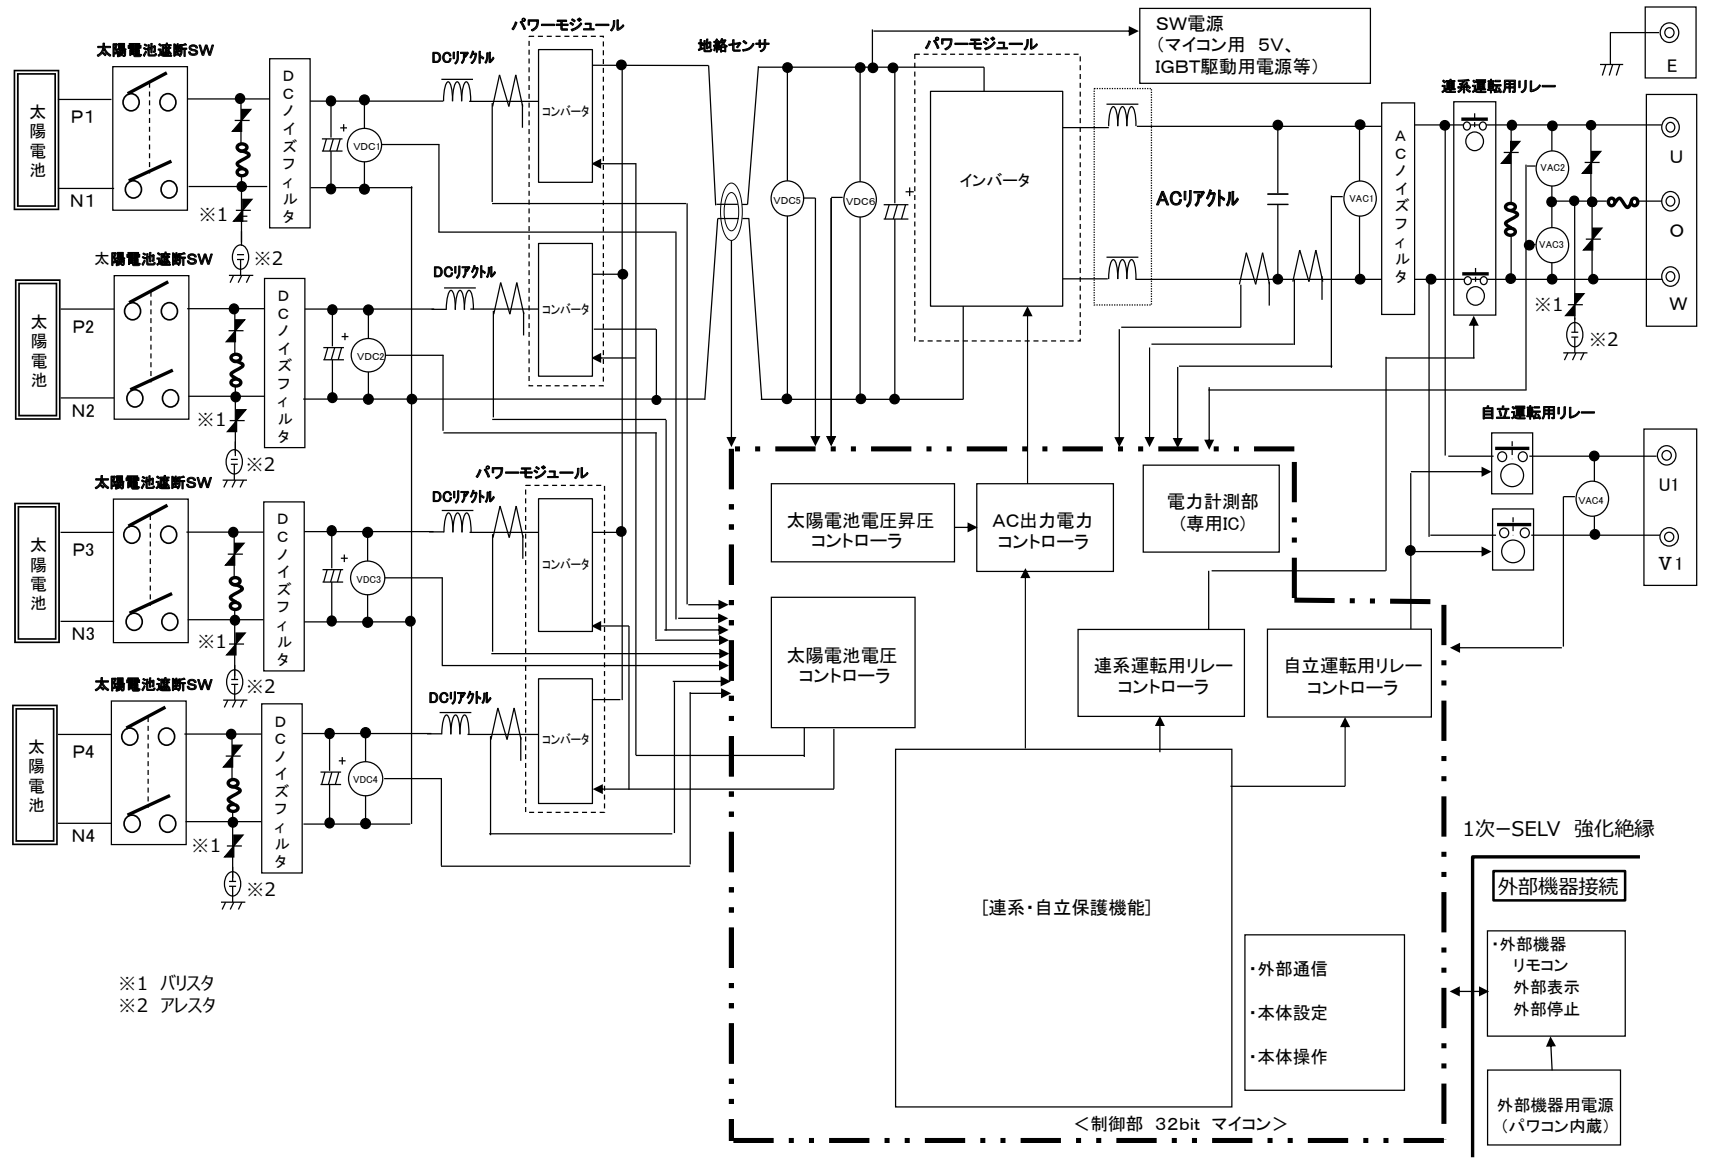 パワーモジュール
SW電源
(マイコン用 5V、
IGBT駆動用電源等)
E
太陽電池遮断SW
DCリアクトル
地絡センサ
パワーモジュール
連系運転用リレー
太陽電池
P1
N1
※1
※2
DCノイズフィルタ
+
VDC1
コンバータ
VDC5
VDC6
+
インバータ
ACリアクトル
VAC1
ACノイズフィルタ
VAC2
VAC3
U
O
W
※1
※2
太陽電池遮断SW
DCリアクトル
太陽電池
P2
N2
※1
※2
DCノイズフィルタ
+
VDC2
コンバータ
自立運転用リレー
VAC4
U1
V1
太陽電池遮断SW
DCリアクトル
パワーモジュール
太陽電池
P3
N3
※1
※2
DCノイズフィルタ
+
VDC3
コンバータ
太陽電池電圧昇圧
コントローラ
AC出力電力
コントローラ
電力計測部
(専用IC)
太陽電池電圧
コントローラ
連系運転用リレー
コントローラ
自立運転用リレー
コントローラ
太陽電池遮断SW
DCリアクトル
太陽電池
P4
N4
※1
※2
DCノイズフィルタ
+
VDC4
コンバータ
[連系・自立保護機能]
・外部通信
・本体設定
・本体操作
<制御部 32bit マイコン>
1次-SELV 強化絶縁
外部機器接続
・外部機器
リモコン
外部表示
外部停止
外部機器用電源
(パワコン内蔵)
※1 バリスタ
※2 アレスタ